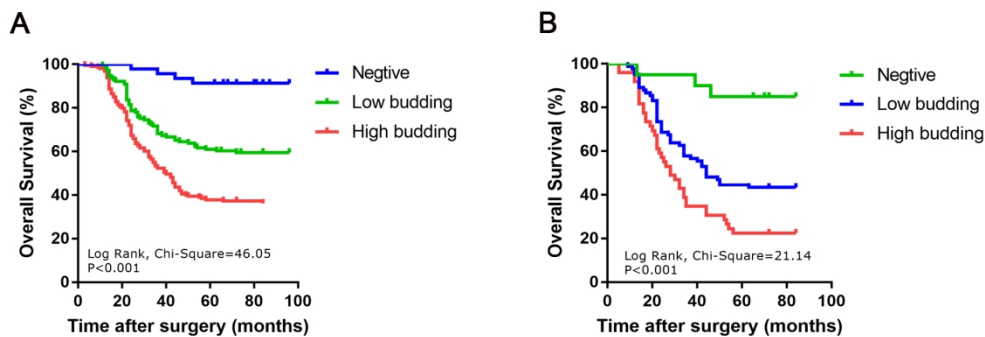 A
Overall Survival (%)
100
80
60
40
20
0
0 20 40 60 80 100
Time after surgery (months)
Negtive
Low budding
High budding
Log Rank, Chi-Square=46.05
P<0.001
B
Overall Survival (%)
100
80
60
40
20
0
0 20 40 60 80 100
Time after surgery (months)
Negtive
Low budding
High budding
Log Rank, Chi-Square=21.14
P<0.001